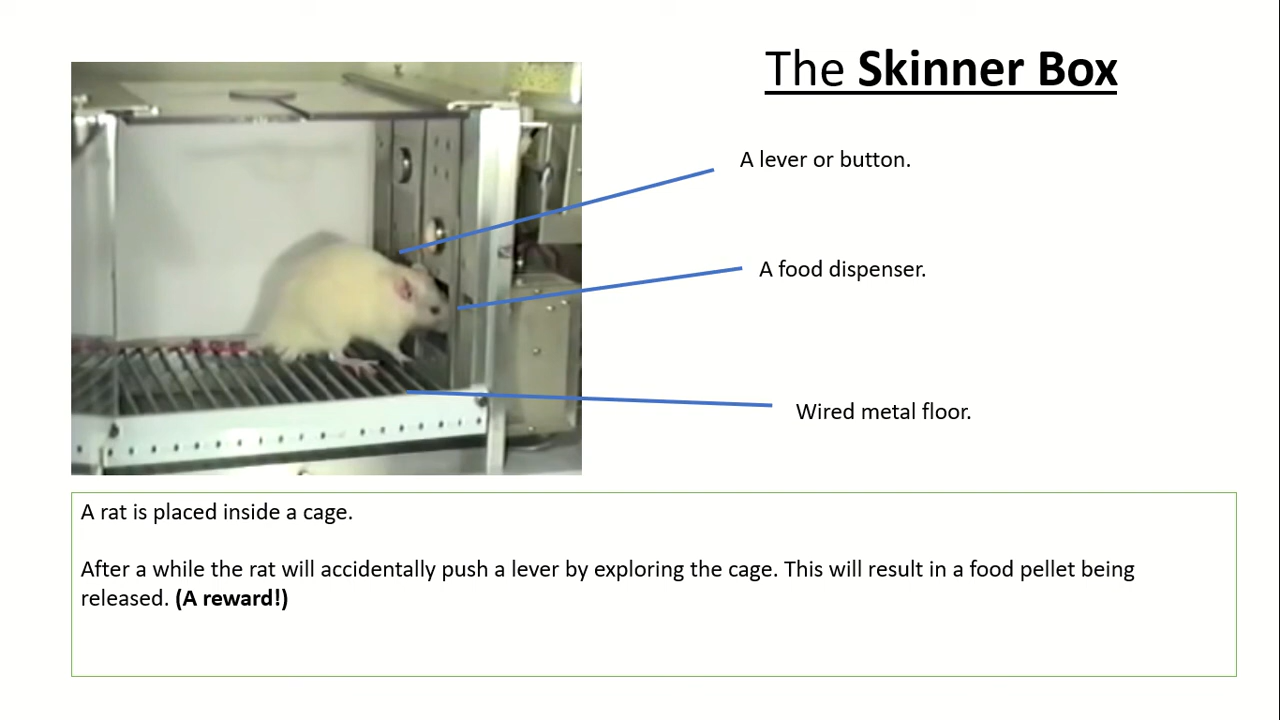 The Skinner Box
A lever or button.
A food dispenser.
Wired metal floor.
A rat is placed inside a cage.
After a while the rat will accidentally push a lever by exploring the cage. This will result in a food pellet being
released. (A reward!)